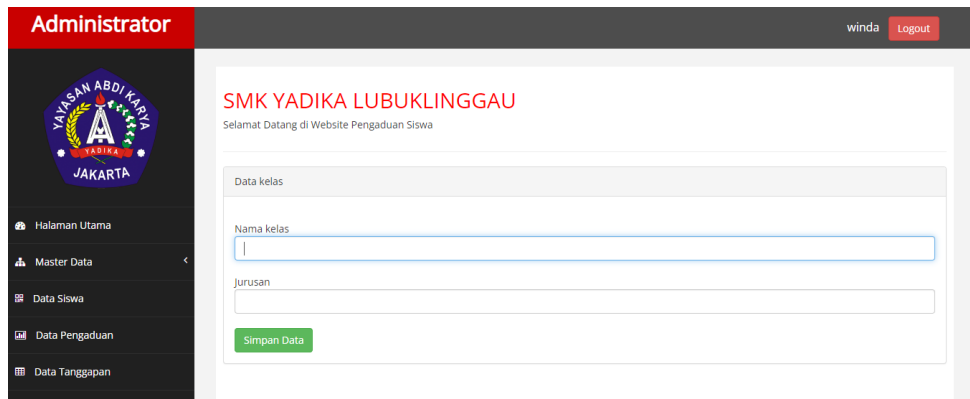 Administrator
winda Logout
YAYASAN ABDI KARYA
YADIKA
JAKARTA
SMK YADIKA LUBUKLINGGAU
Selamat Datang di Website Pengaduan Siswa
Data kelas
Halaman Utama
Master Data
Data Siswa
Data Pengaduan
Data Tanggapan
Nama kelas
Jurusan
Simpan Data